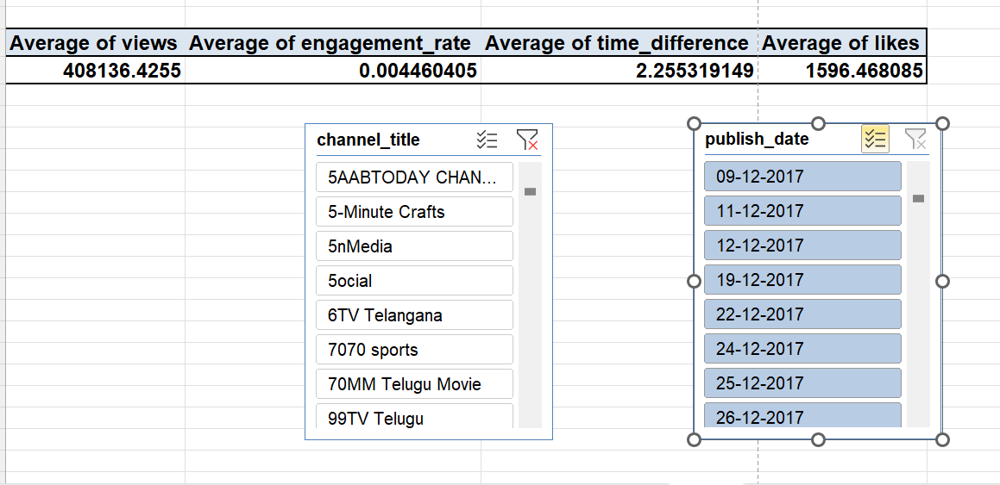 Average of views Average of engagement_rate Average of time_difference Average of likes
408136.4255 0.004460405 2.255319149 1596.468085
channel_title
5AABTODAY CHAN...
5-Minute Crafts
5nMedia
5ocial
6TV Telangana
7070 sports
70MM Telugu Movie
99TV Telugu
publish_date
09-12-2017
11-12-2017
12-12-2017
19-12-2017
22-12-2017
24-12-2017
25-12-2017
26-12-2017